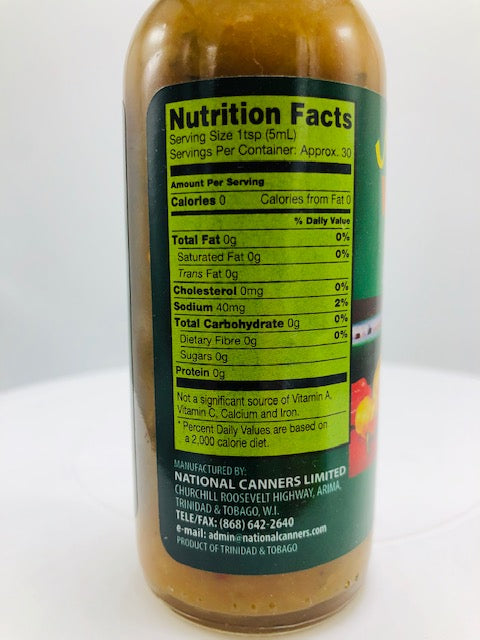 Nutrition Facts
Serving Size 1tsp (5mL)
Servings Per Container: Approx. 30
Amount Per Serving
Calories 0 Calories from Fat 0
% Daily Value
Total Fat 0g 0%
Saturated Fat 0g 0%
Trans Fat 0g
Cholesterol 0mg 0%
Sodium 40mg 2%
Total Carbohydrate 0g 0%
Dietary Fibre 0g 0%
Sugars 0g
Protein 0g
Not a significant source of Vitamin A,
Vitamin C, Calcium and Iron.
* Percent Daily Values are based on
a 2,000 calorie diet.
MANUFACTURED BY:
NATIONAL CANNERS LIMITED
CHURCHILL ROOSEVELT HIGHWAY, ARIMA,
TRINIDAD & TOBAGO, W.I.
TELE/FAX: (868) 642-2640
e-mail: admin@nationalcanners.com
PRODUCT OF TRINIDAD & TOBAGO